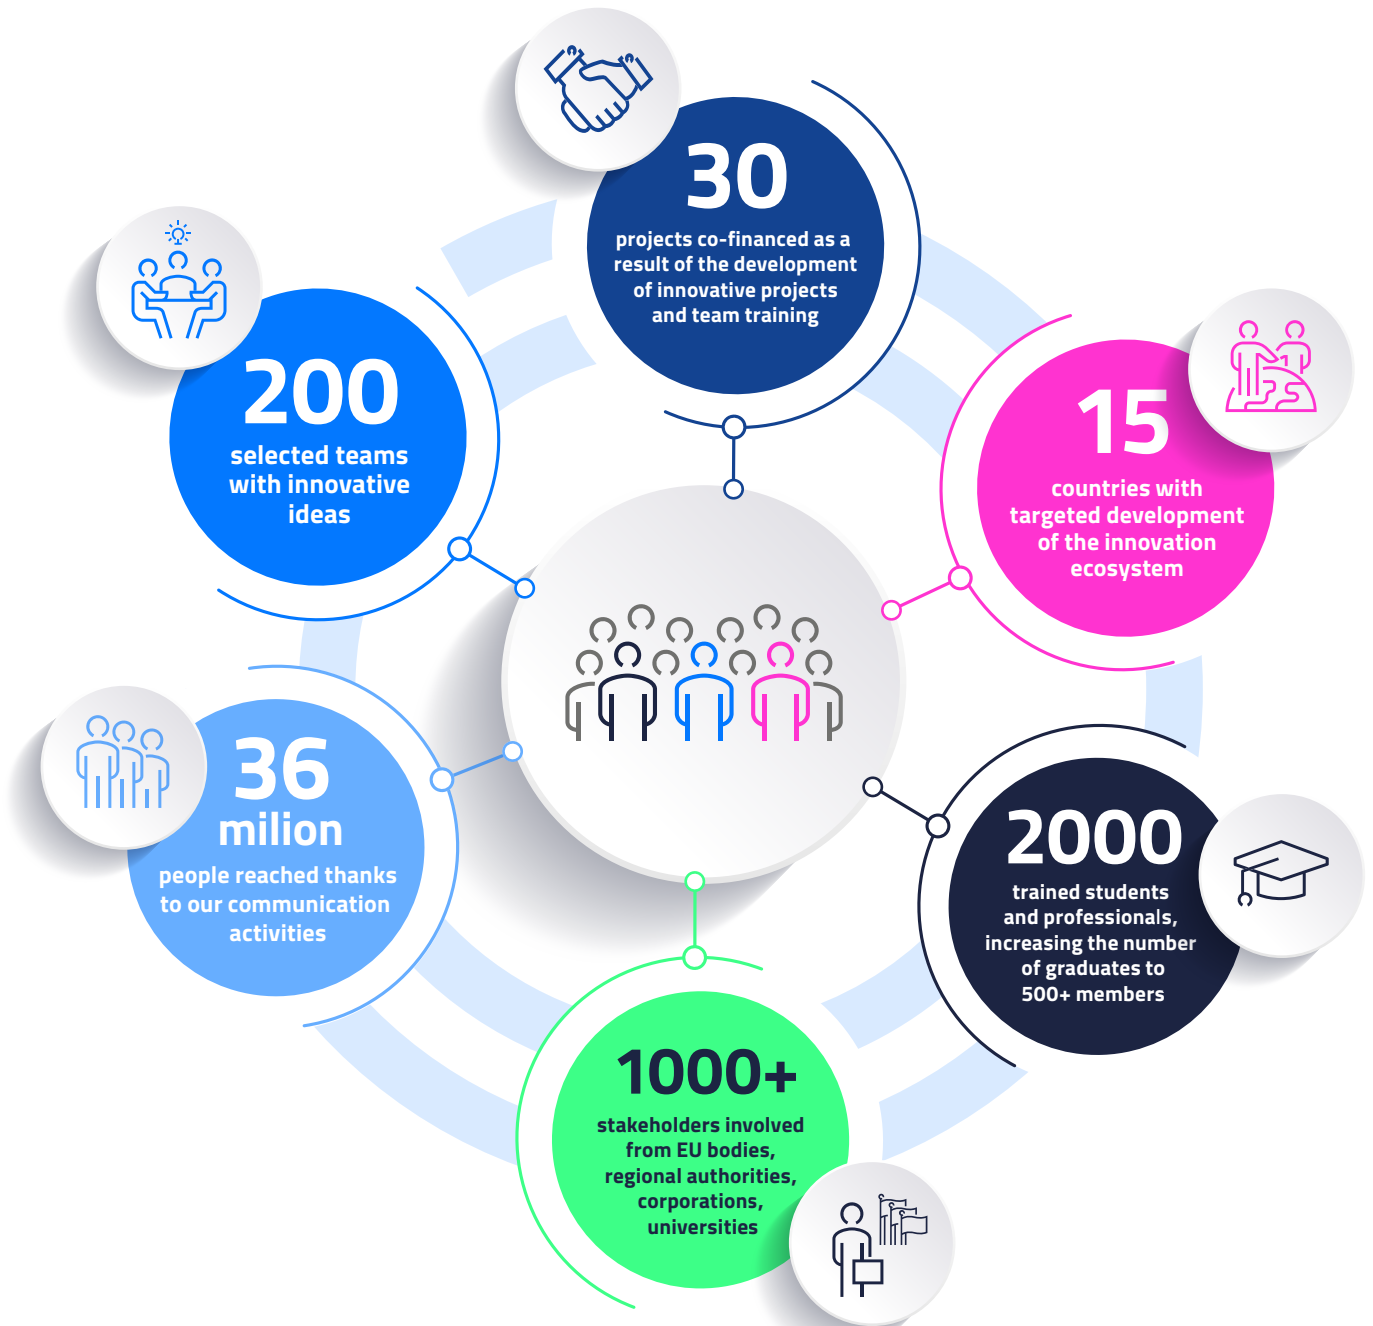 30
projects co-financed as a
result of the development
of innovative projects
and team training
200
selected teams
with innovative
ideas
15
countries with
targeted development
of the innovation
ecosystem
36
milion
people reached thanks
to our communication
activities
2000
trained students
and professionals,
increasing the number
of graduates to
500+ members
1000+
stakeholders involved
from EU bodies,
regional authorities,
corporations,
universities